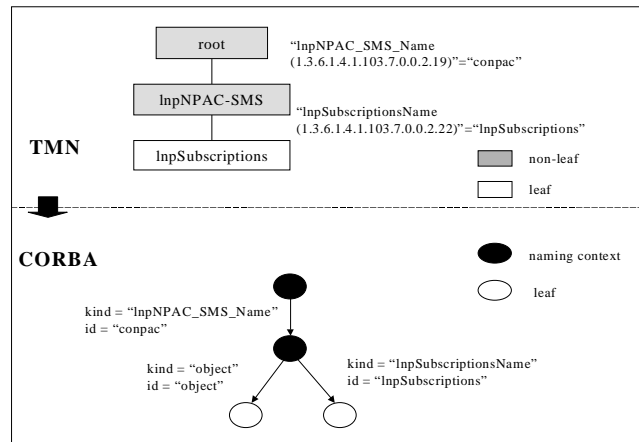 root
“lnpNPAC_SMS_Name
(1.3.6.1.4.1.103.7.0.0.2.19)”=“conpac”
lnpNPAC-SMS
“lnpSubscriptionsName
(1.3.6.1.4.1.103.7.0.0.2.22)”=“lnpSubscriptions”
TMN
lnpSubscriptions
non-leaf
leaf
CORBA
naming context
leaf
kind = “lnpNPAC_SMS_Name”
id = “conpac”
kind = “object”
id = “object”
kind = “lnpSubscriptionsName”
id = “lnpSubscriptions”